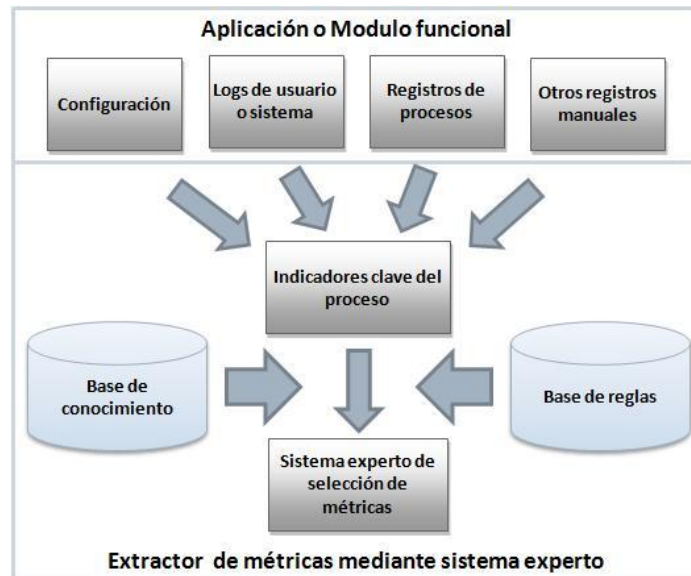 Aplicación o Modulo funcional
Configuración
Logs de usuario
o sistema
Registros de
procesos
Otros registros
manuales
Indicadores clave del
proceso
Base de
conocimiento
Base de reglas
Sistema experto de
selección de
métricas
Extractor de métricas mediante sistema experto